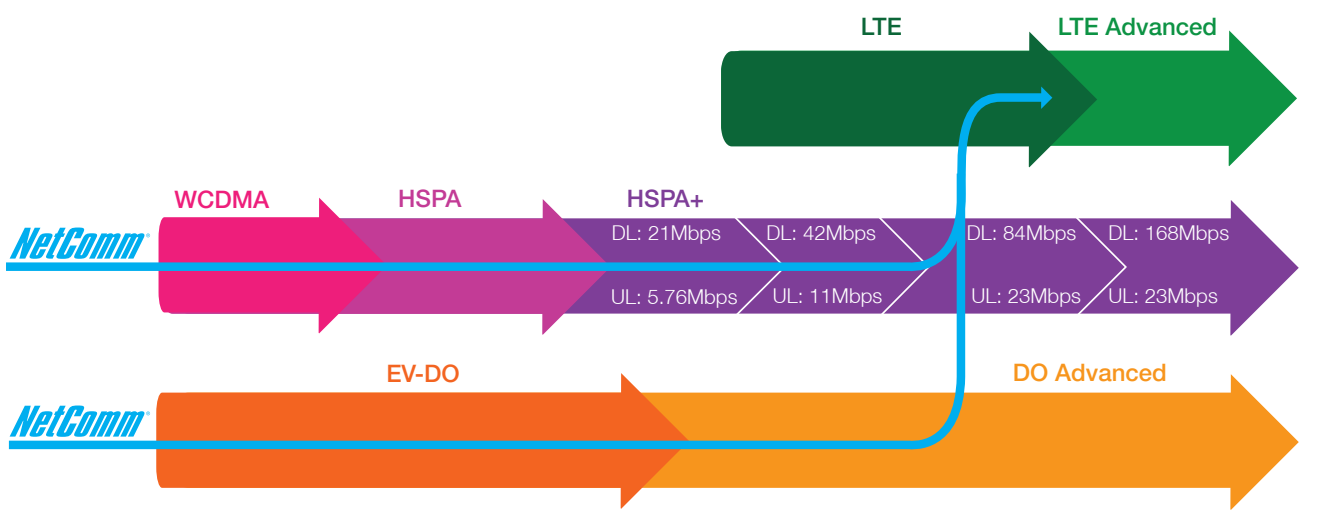 LTE
LTE Advanced
WCDMA
HSPA
HSPA+
NetComm®
DL: 21Mbps
DL: 42Mbps
DL: 84Mbps
DL: 168Mbps
UL: 5.76Mbps
UL: 11Mbps
UL: 23Mbps
UL: 23Mbps
EV-DO
DO Advanced
NetComm®